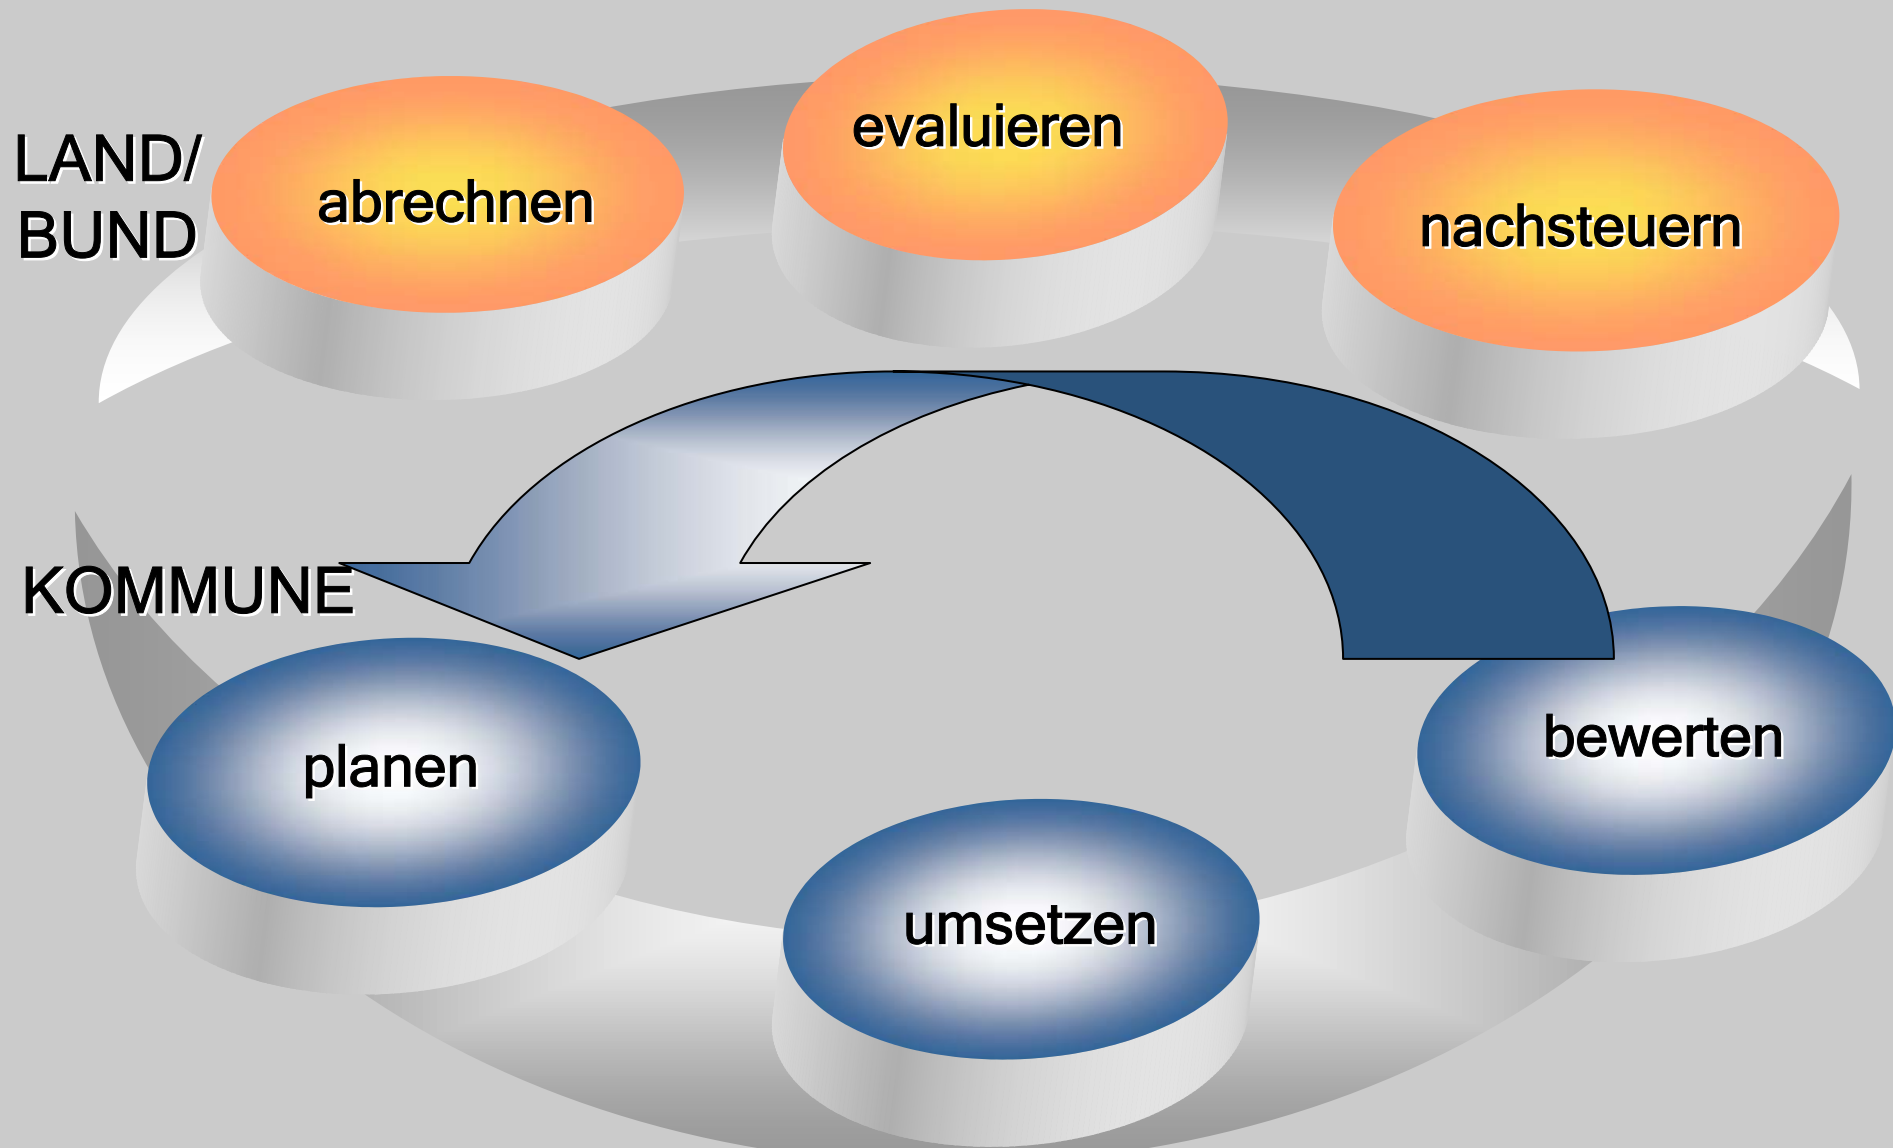 LAND/
BUND
abrechnen
evaluieren
nachsteuern
KOMMUNE
planen
umsetzen
bewerten